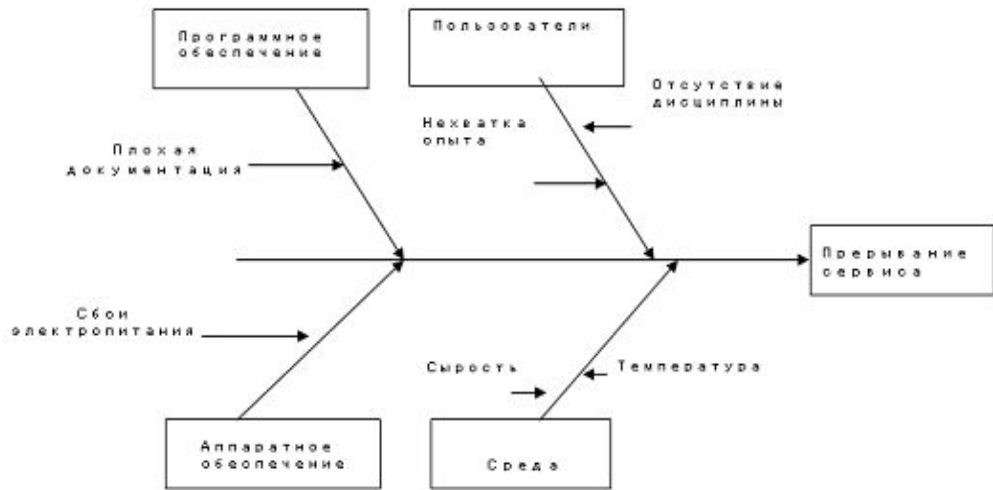 Программное
обеспечение
Пользователи
Отсутствие
дисциплины
Нехватка
опыта
Плохая
документация
Прерывание
сервиса
Сбои
электропитания
Сырость
Температура
Аппаратное
обеспечение
Среда